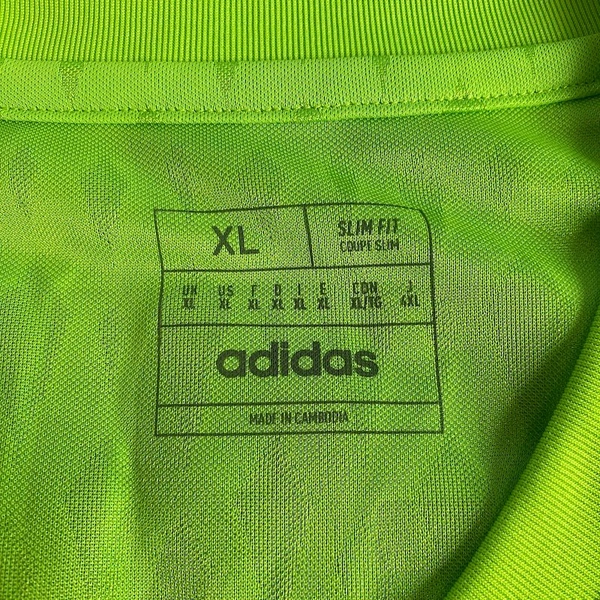 XL
SLIM FIT
COUPE SLIM
UK US F D I E CDN J
XL XL XL XL XL XL XL/TG 4XL
adidas
MADE IN CAMBODIA